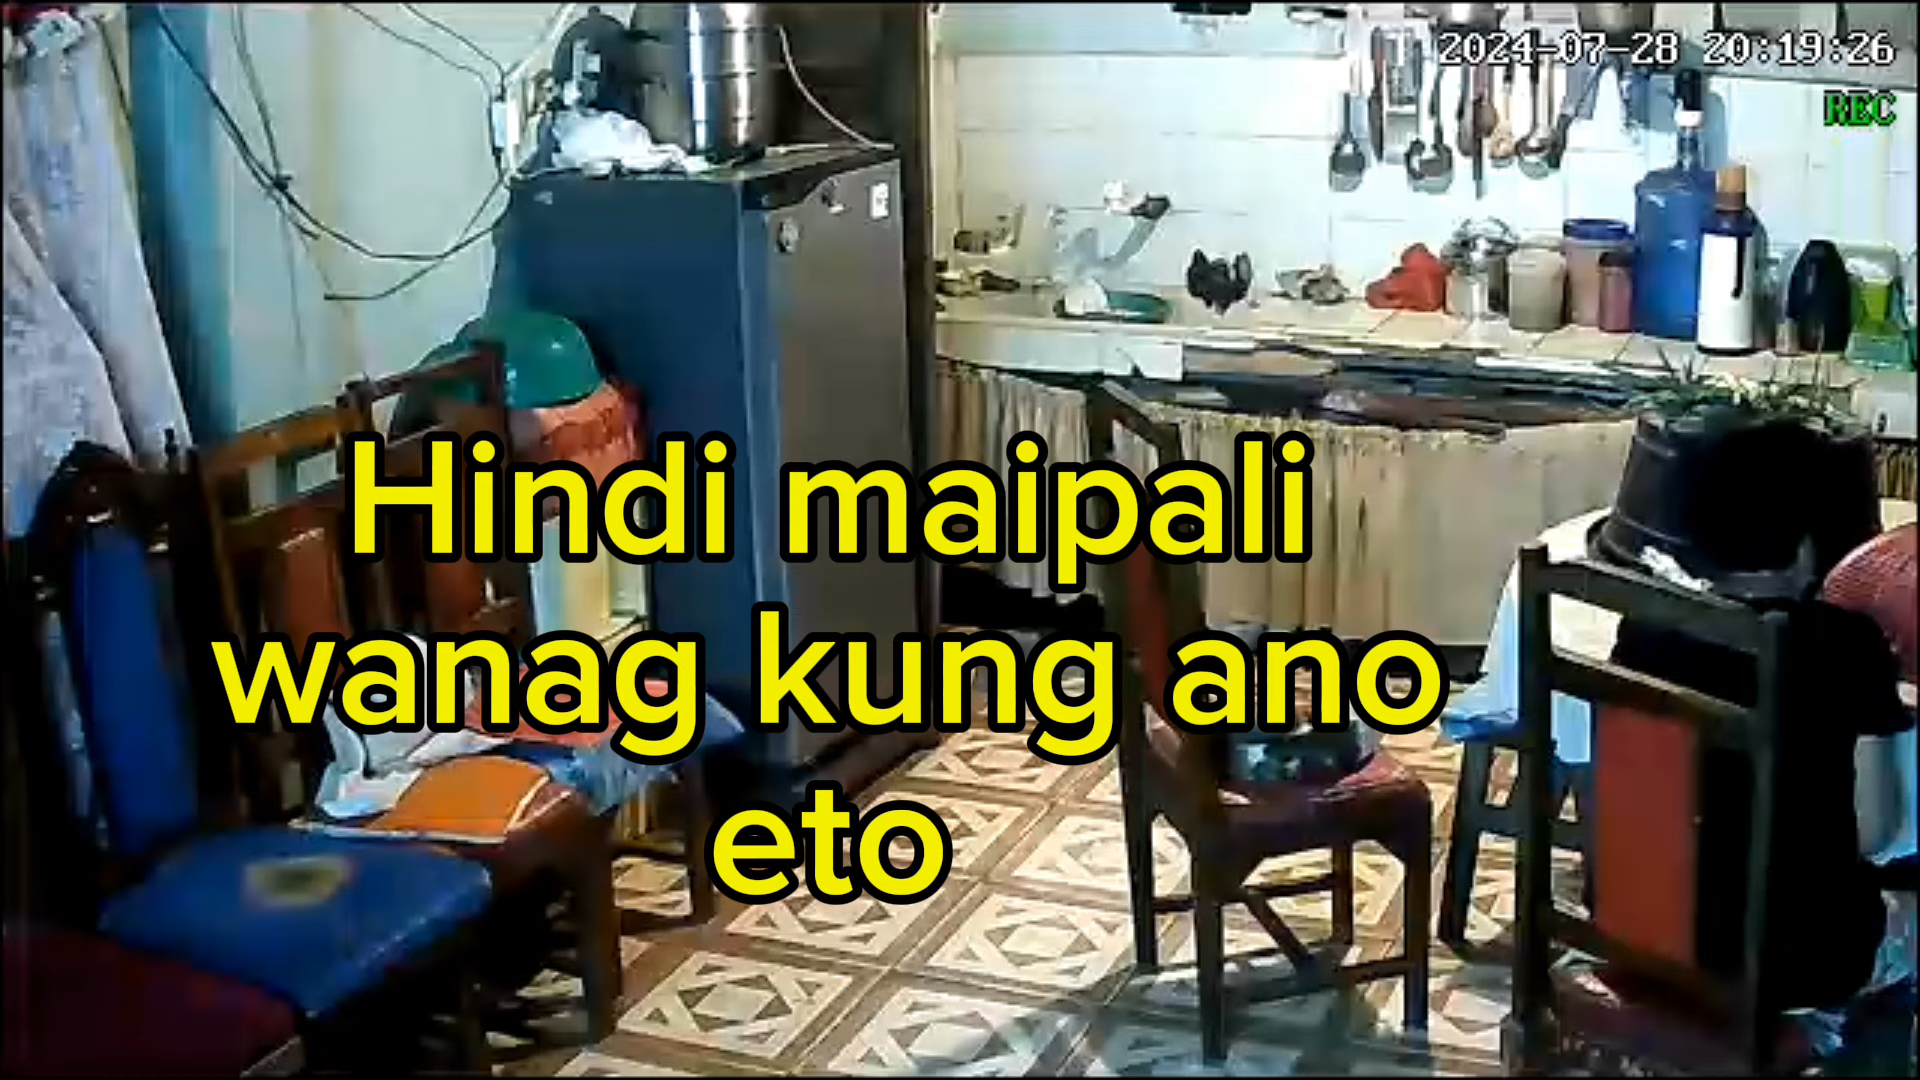 2024-07-28 20:19:26
REC
Hindi maipali
wanag kung ano
eto